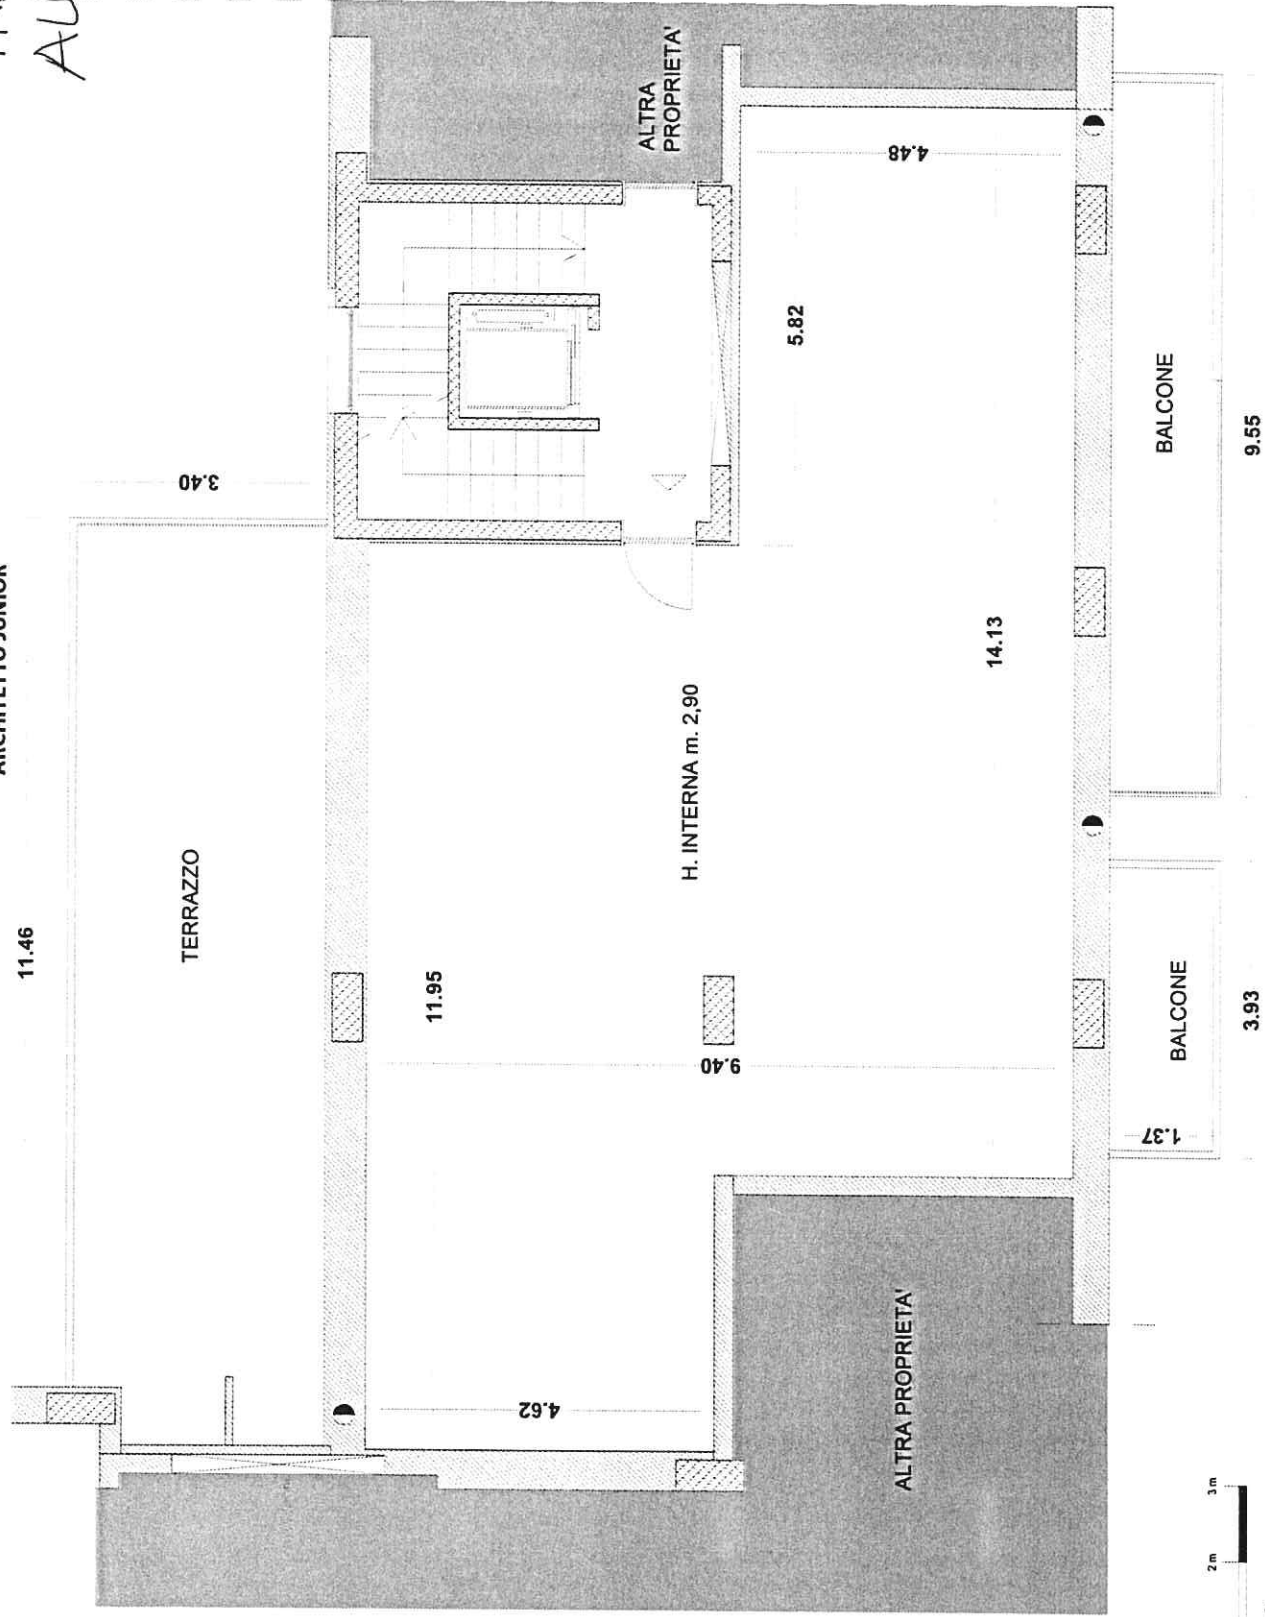 ARCHITETTO JUNIOR
AL
11.46
3.40
TERRAZZO
ALTRA
PROPRIETA'
11.95
4.62
9.40
H. INTERNA m. 2,90
5.82
4.48
14.13
ALTRA PROPRIETA'
BALCONE
BALCONE
1.37
3.93
9.55
2 m
3 m